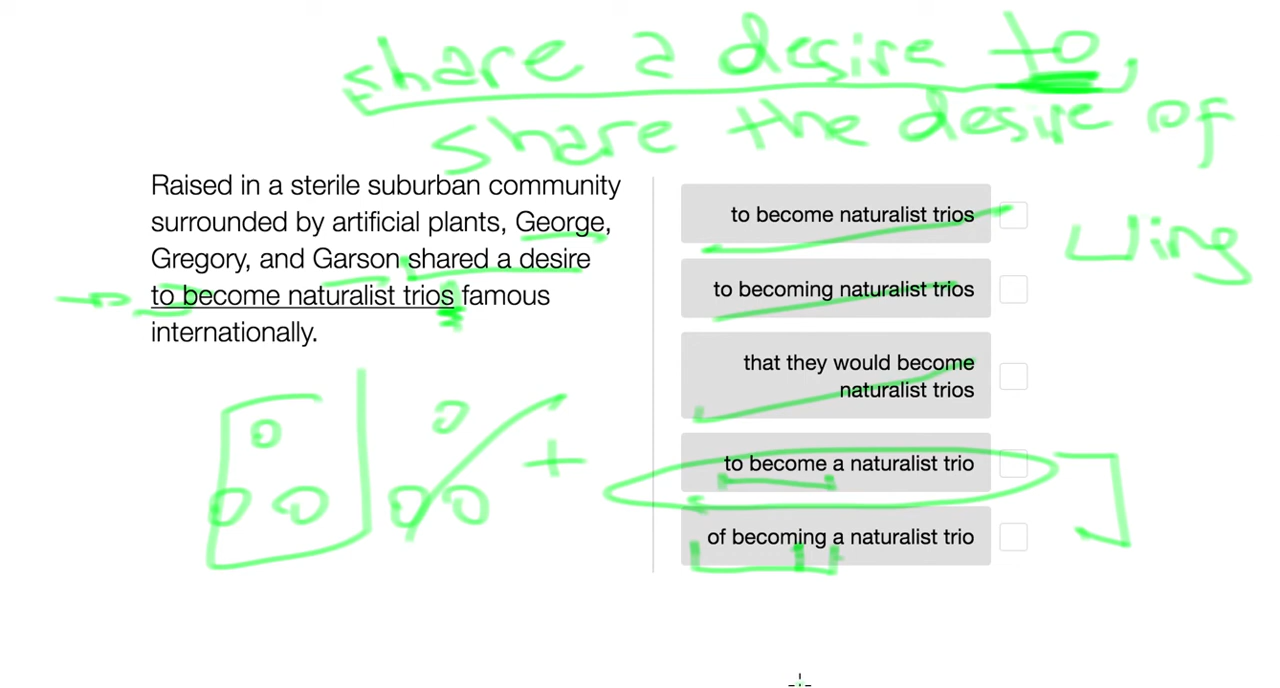 share a desire to
share the desire of
Raised in a sterile suburban community
surrounded by artificial plants, George,
Gregory, and Garson shared a desire
to become naturalist trios famous
internally.
to become naturalist trios
to becoming naturalist trios
that they would become
naturalist trios
to become a naturalist trio
of becoming a naturalist trio
ing